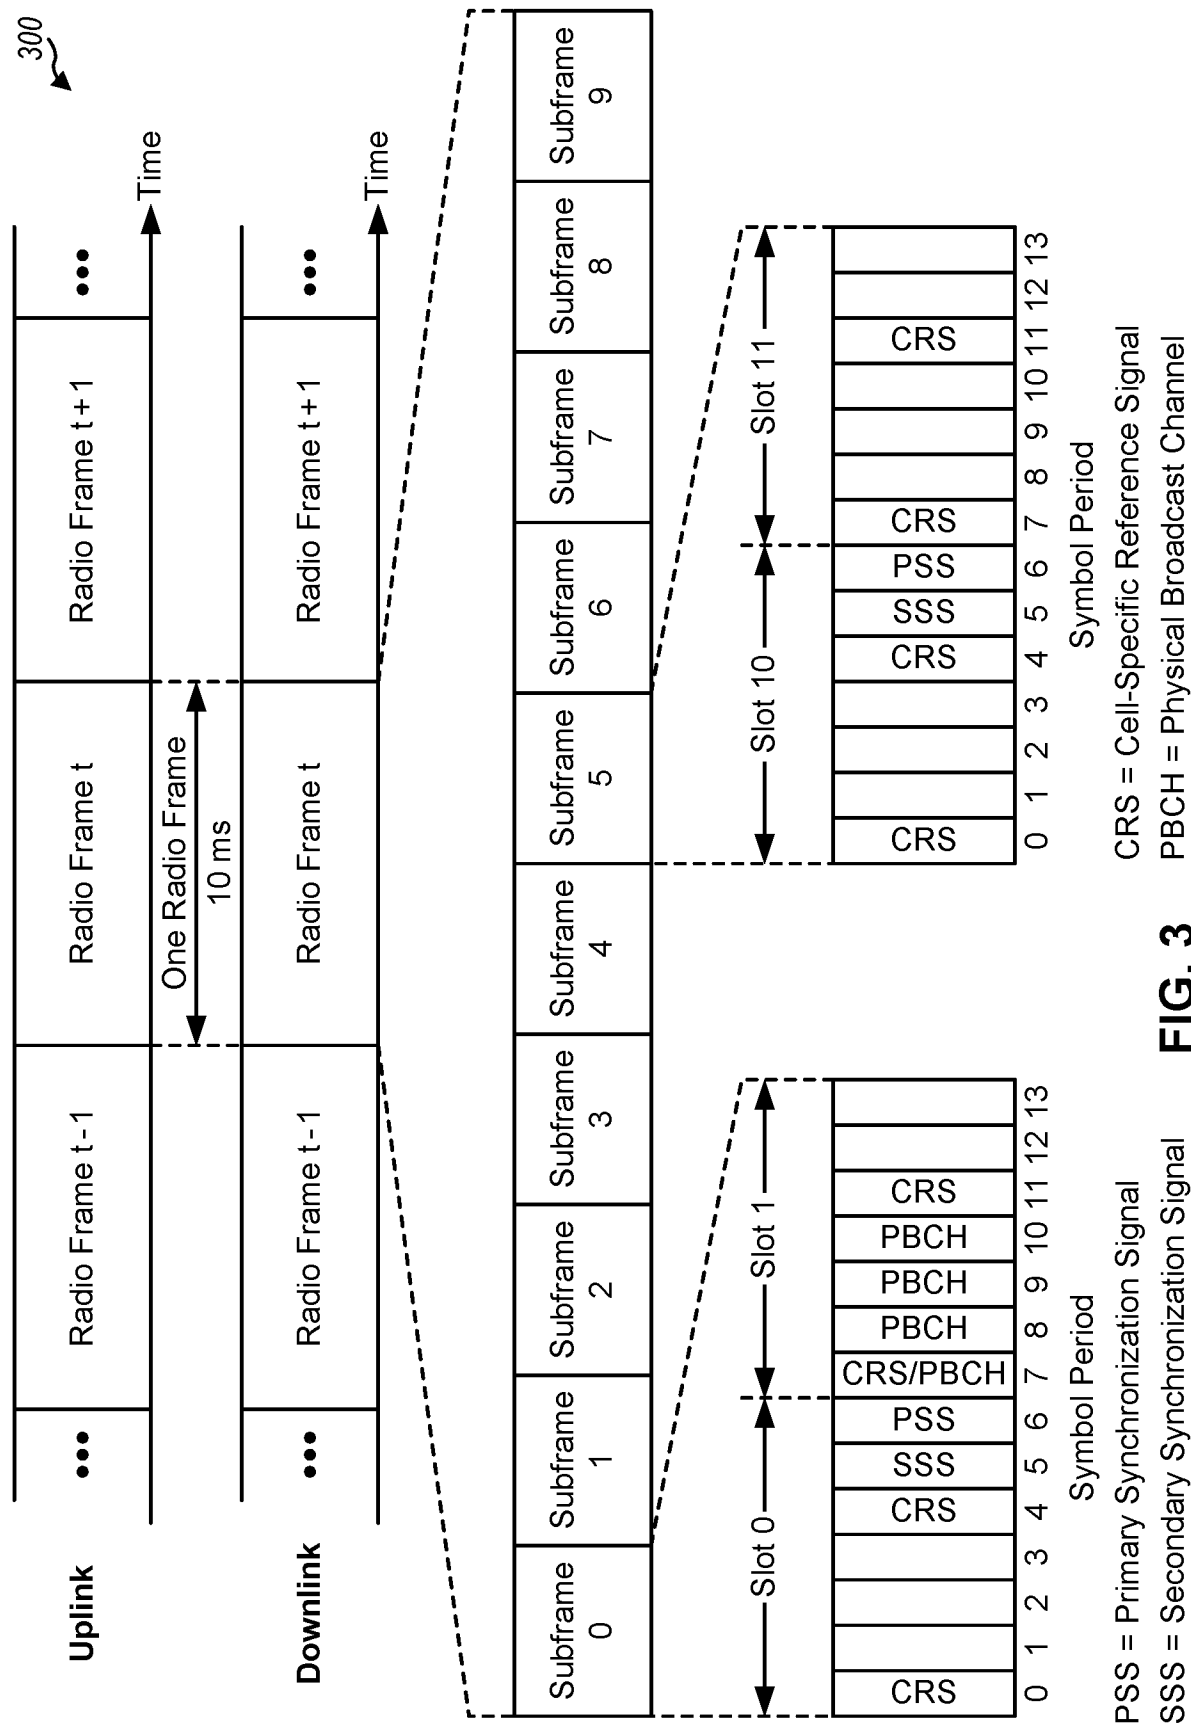 300
Uplink
•••
Radio Frame t-1
Radio Frame t
Radio Frame t+1
•••
Time
One Radio Frame
10 ms
Downlink
•••
Radio Frame t-1
Radio Frame t
Radio Frame t+1
•••
Time
Subframe
0
Subframe
1
Subframe
2
Subframe
3
Subframe
4
Subframe
5
Subframe
6
Subframe
7
Subframe
8
Subframe
9
Slot 0
Slot 1
CRS
CRS
SSS
PSS
CRS/PBCH
PBCH
PBCH
PBCH
CRS
0 1 2 3 4 5 6 7 8 9 10 11 12 13
Symbol Period
Slot 10
Slot 11
CRS
CRS
SSS
PSS
CRS
CRS
0 1 2 3 4 5 6 7 8 9 10 11 12 13
Symbol Period
PSS = Primary Synchronization Signal
SSS = Secondary Synchronization Signal
CRS = Cell-Specific Reference Signal
PBCH = Physical Broadcast Channel
FIG. 3